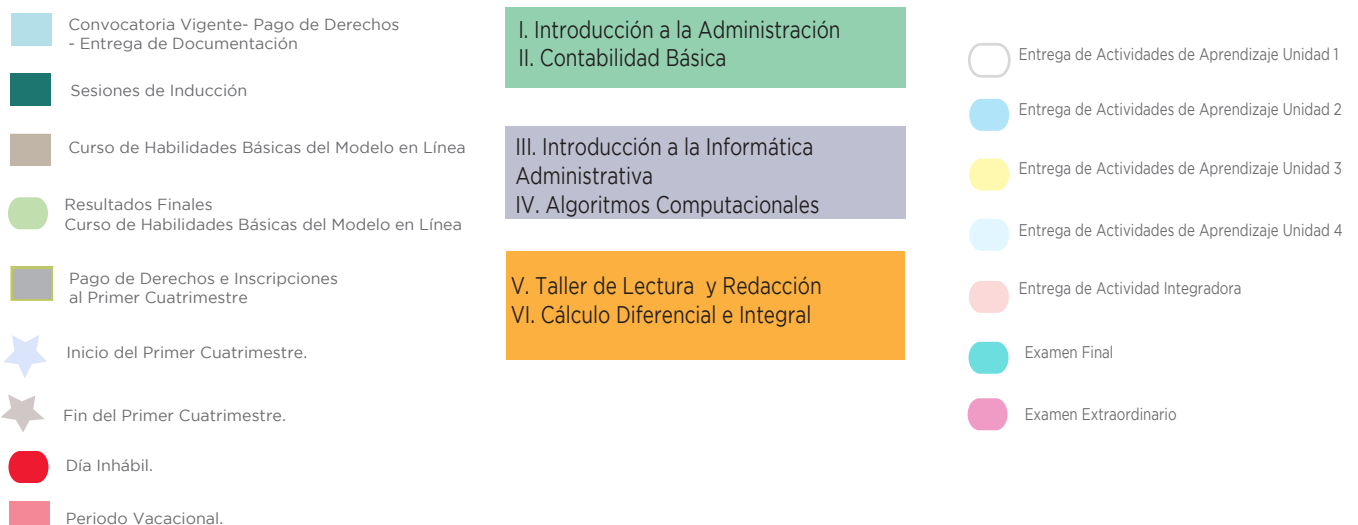 Convocatoria Vigente- Pago de Derechos
- Entrega de Documentación
Sesiones de Inducción
Curso de Habilidades Básicas del Modelo en Línea
Resultados Finales
Curso de Habilidades Básicas del Modelo en Línea
Pago de Derechos e Inscripciones
al Primer Cuatrimestre
Inicio del Primer Cuatrimestre.
Fin del Primer Cuatrimestre.
Día Inhábil.
Periodo Vacacional.
I. Introducción a la Administración
II. Contabilidad Básica
III. Introducción a la Informática
Administrativa
IV. Algoritmos Computacionales
V. Taller de Lectura y Redacción
VI. Cálculo Diferencial e Integral
Entrega de Actividades de Aprendizaje Unidad 1
Entrega de Actividades de Aprendizaje Unidad 2
Entrega de Actividades de Aprendizaje Unidad 3
Entrega de Actividades de Aprendizaje Unidad 4
Entrega de Actividad Integradora
Examen Final
Examen Extraordinario